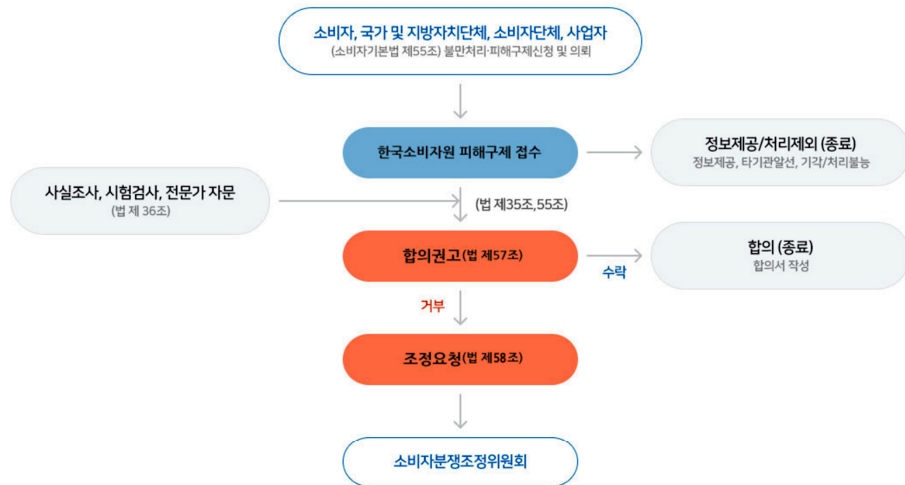 소비자, 국가 및 지방자치단체, 소비자단체, 사업자
(소비자기본법 제55조) 불만처리·피해구제신청 및 의뢰
한국소비자원 피해구제 접수
정보제공/처리제외 (종료)
정보제공, 타기관알선, 기각/처리불능
사실조사, 시험검사, 전문가 자문
(법 제 36조)
(법 제35조,55조)
합의권고(법 제57조)
수락
합의 (종료)
합의서 작성
거부
조정요청(법 제58조)
소비자분쟁조정위원회